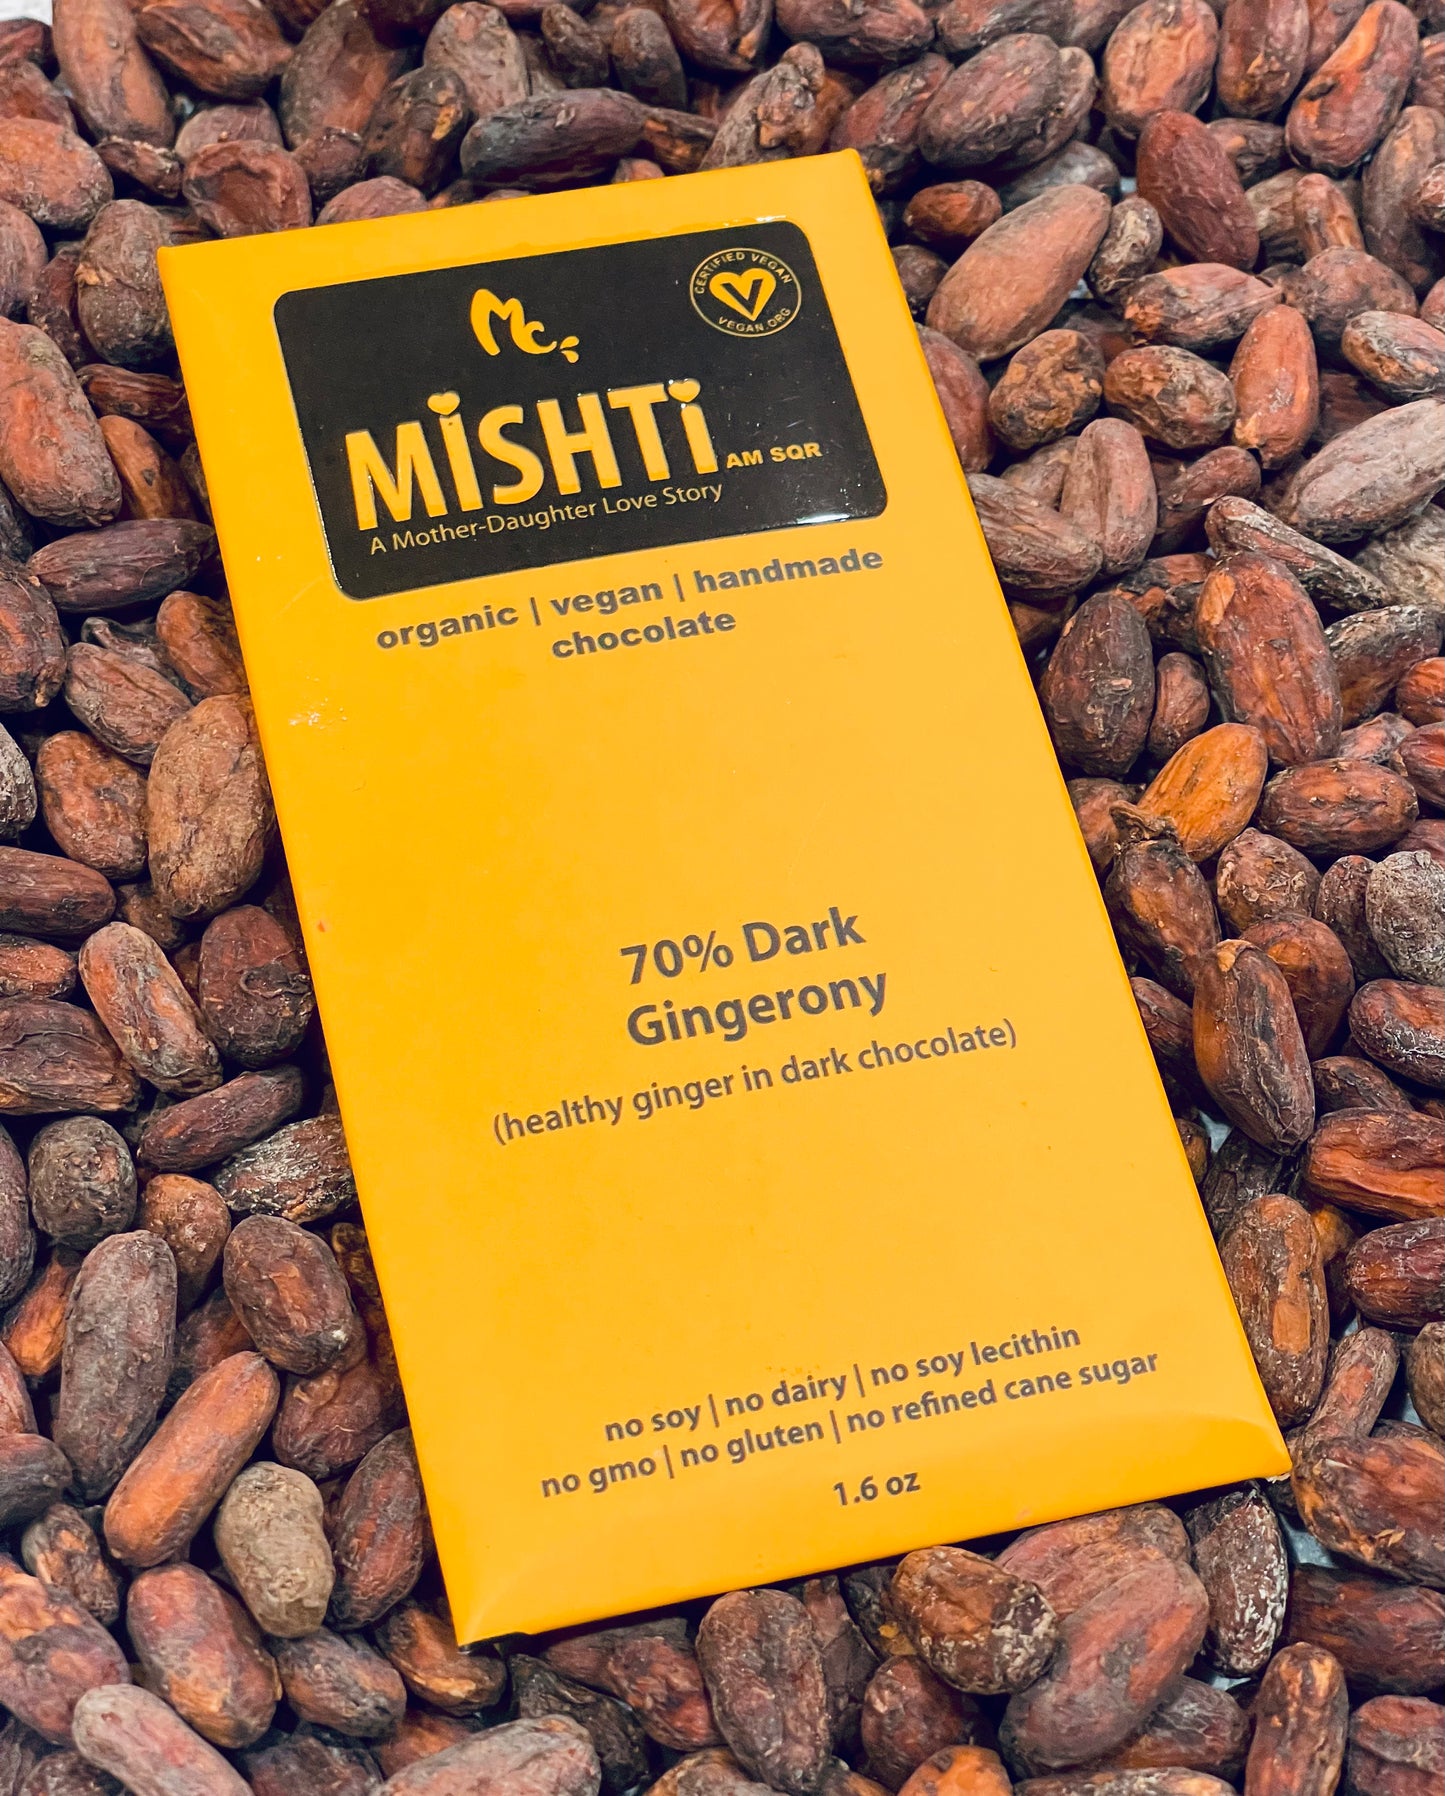 Mc
CERTIFIED VEGAN
VEGAN.ORG
MiSHTi AM SQR
A Mother-Daughter Love Story
organic | vegan | handmade
chocolate
70% Dark
Gingerony
(healthy ginger in dark chocolate)
no soy | no dairy | no soy lecithin
no gmo | no gluten | no refined cane sugar
1.6 oz